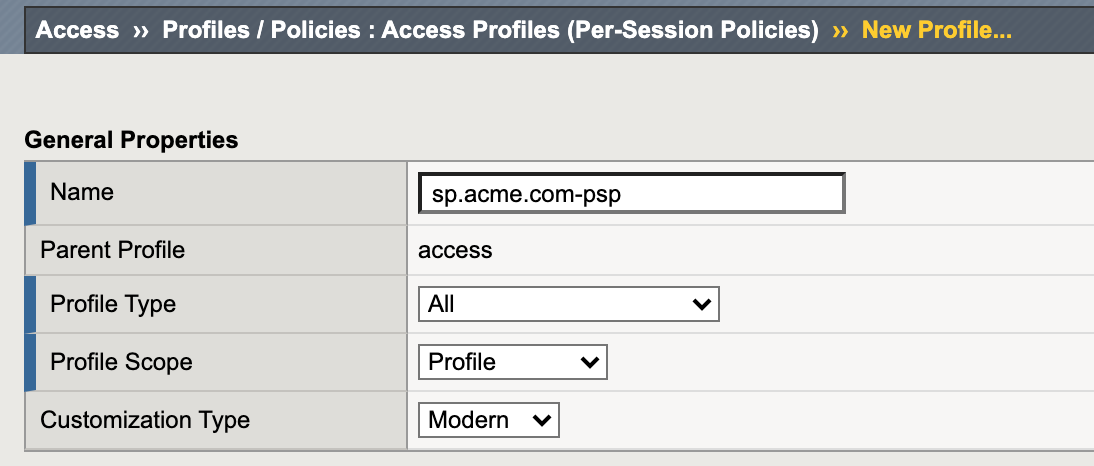 Access ›› Profiles / Policies : Access Profiles (Per-Session Policies) ›› New Profile...
General Properties
Name sp.acme.com-psp
Parent Profile access
Profile Type All
Profile Scope Profile
Customization Type Modern